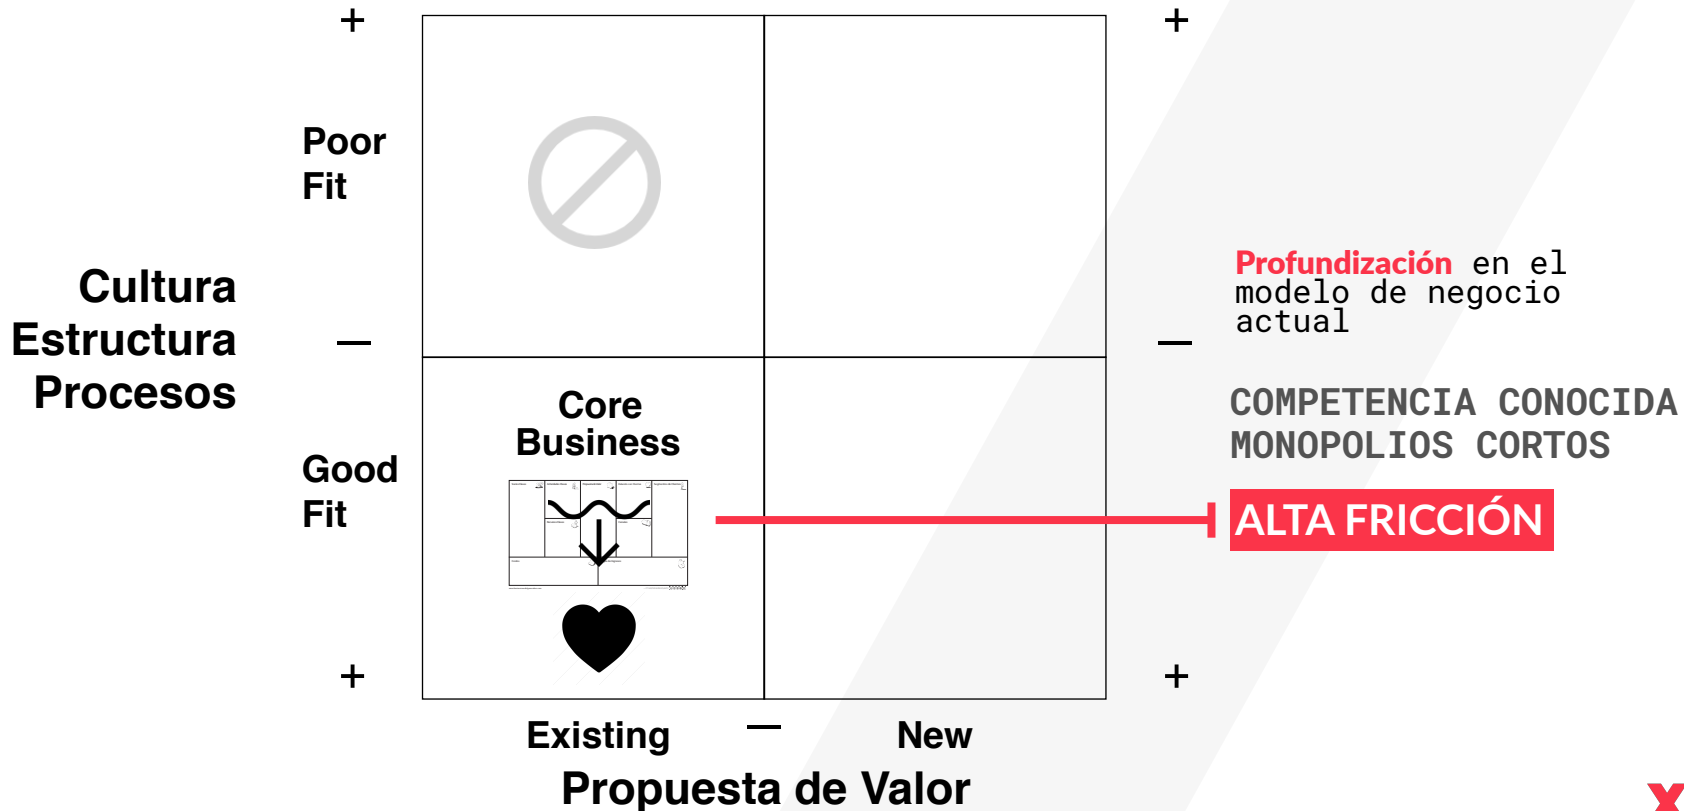 +
+
Poor
Fit
Cultura
Estructura
Procesos
—
—
Profundización en el
modelo de negocio
actual
Core
Business
COMPETENCIA CONOCIDA
MONOPOLIOS CORTOS
Good
Fit
ALTA FRICCIÓN
+
+
Existing
—
New
Propuesta de Valor
x